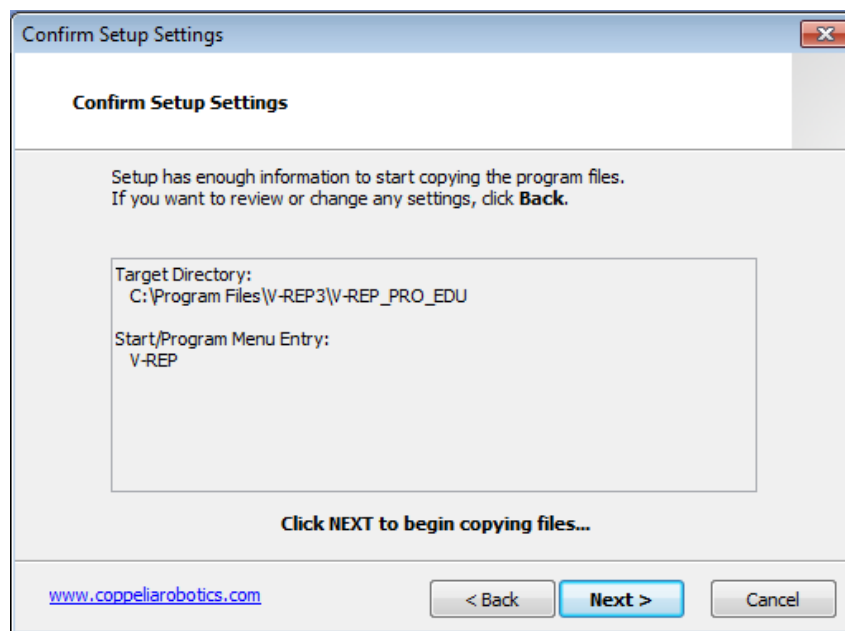 Confirm Setup Settings
Confirm Setup Settings
Setup has enough information to start copying the program files.
If you want to review or change any settings, click Back.
Target Directory:
C:\Program Files\V-REP3\V-REP_PRO_EDU
Start/Program Menu Entry:
V-REP
Click NEXT to begin copying files...
www.coppeliarobotics.com
< Back
Next >
Cancel